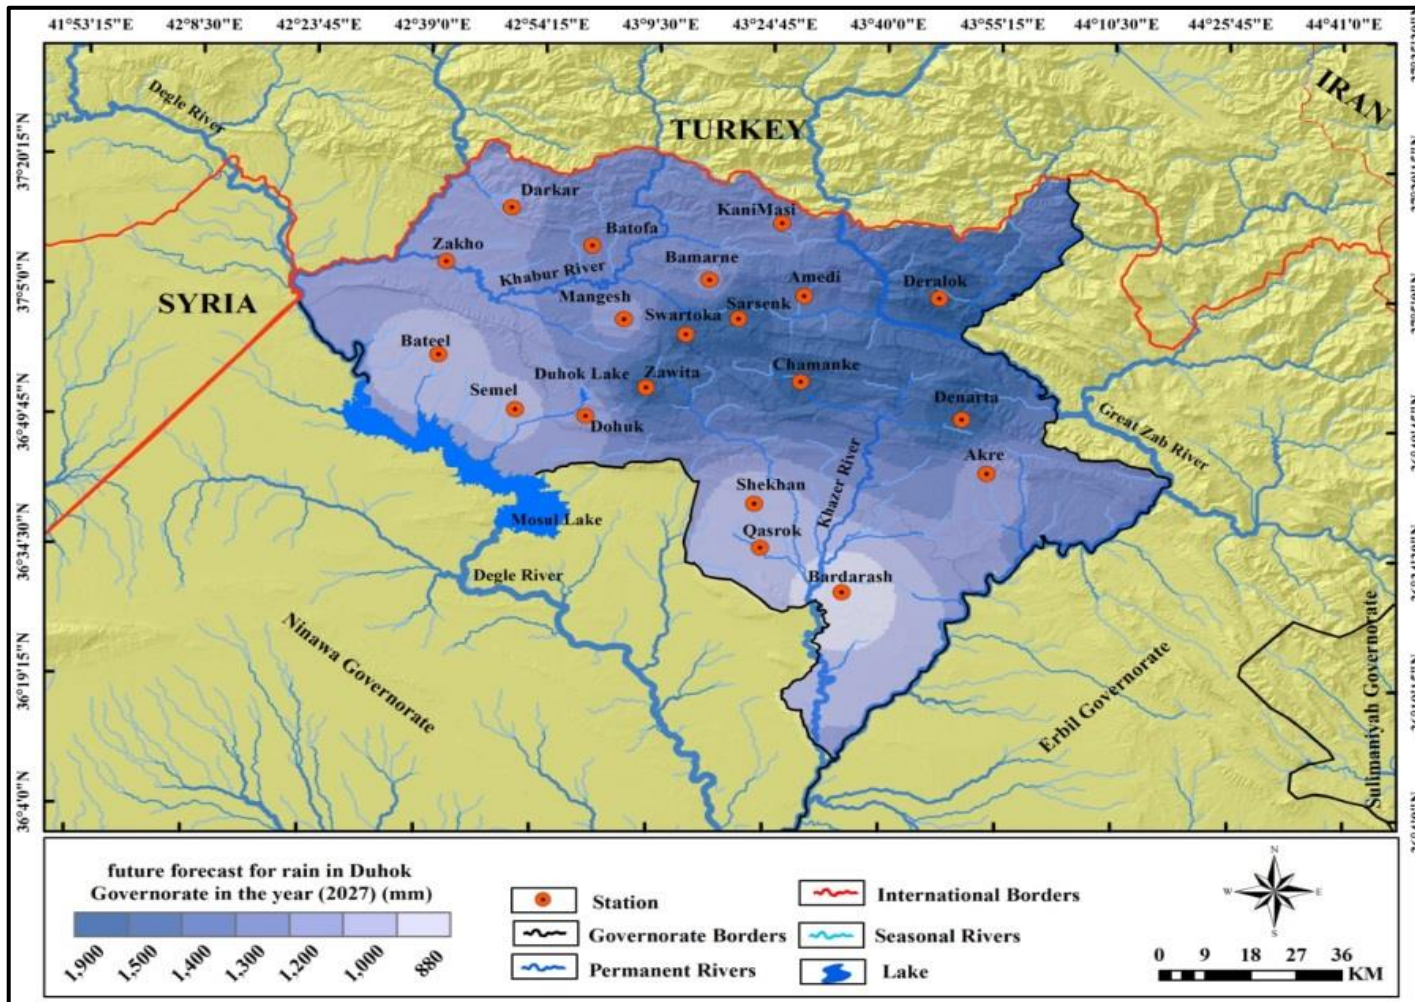 41°53'15"E 42°8'30"E 42°23'45"E 42°39'0"E 42°54'15"E 43°9'30"E 43°24'45"E 43°40'0"E 43°55'15"E 44°10'30"E 44°25'45"E 44°41'0"E
IRAN
Degle River
TURKEY
37°20'15"N
Darkar
KaniMasi
Batofa
Zakho
Khabur River
Bamarne
Amedi
Deralok
37°5'0"N
SYRIA
Mangesh
Sarsenk
Swartoka
Bateel
Duhok Lake
Zawita
Chamanke
Semel
Denarta
36°49'45"N
Dohuk
Great Zab River
Akre
Khazer River
Shekhan
Mosul Lake
Qasrok
36°34'30"N
Degle River
Bardarash
Ninawa Governorate
Erbil Governorate
Sulimaniyah Governorate
36°19'15"N
36°4'0"N
future forecast for rain in Duhok
Governorate in the year (2027) (mm)
1,900 1,500 1,400 1,300 1,200 1,000 880
Station
Governorate Borders
Permanent Rivers
International Borders
Seasonal Rivers
Lake
N
W E
S
0 9 18 27 36
KM